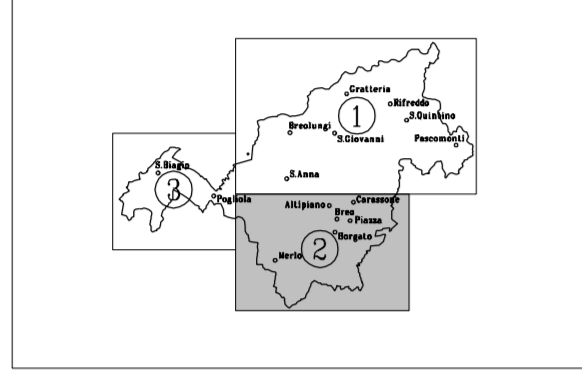 Gratteria
Rifreddo
1
S.Quintino
Breolungi
S.Giovanni
Pascomonti
S.Biagio
S.Anna
3
Pogliola
Carassone
Altipiano
Breo
Piazza
Borgato
2
Merlo